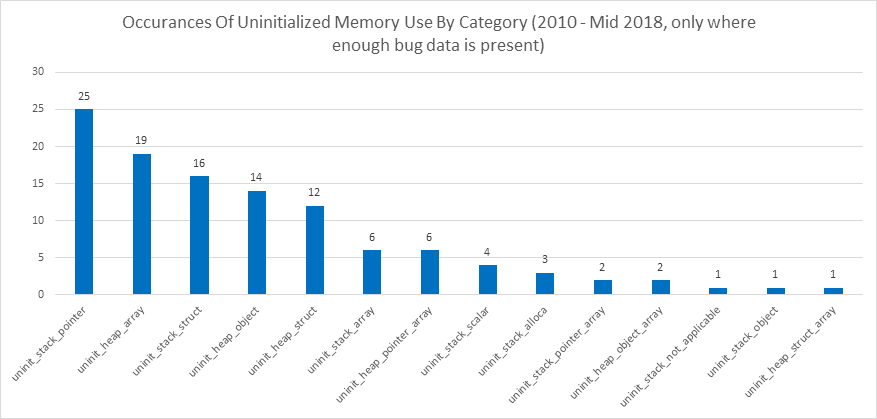 Occurances Of Uninitialized Memory Use By Category (2010 - Mid 2018, only where
enough bug data is present)
30
25
20
15
10
5
0
25
19
16
14
12
6
6
4
3
2
2
1
1
1
uninit_stack_pointer
uninit_heap_array
uninit_stack_struct
uninit_heap_object
uninit_heap_struct
uninit_stack_array
uninit_heap_pointer_array
uninit_stack_scalar
uninit_stack_alloca
uninit_stack_pointer_array
uninit_heap_object_array
uninit_stack_not_applicable
uninit_stack_object
uninit_heap_struct_array